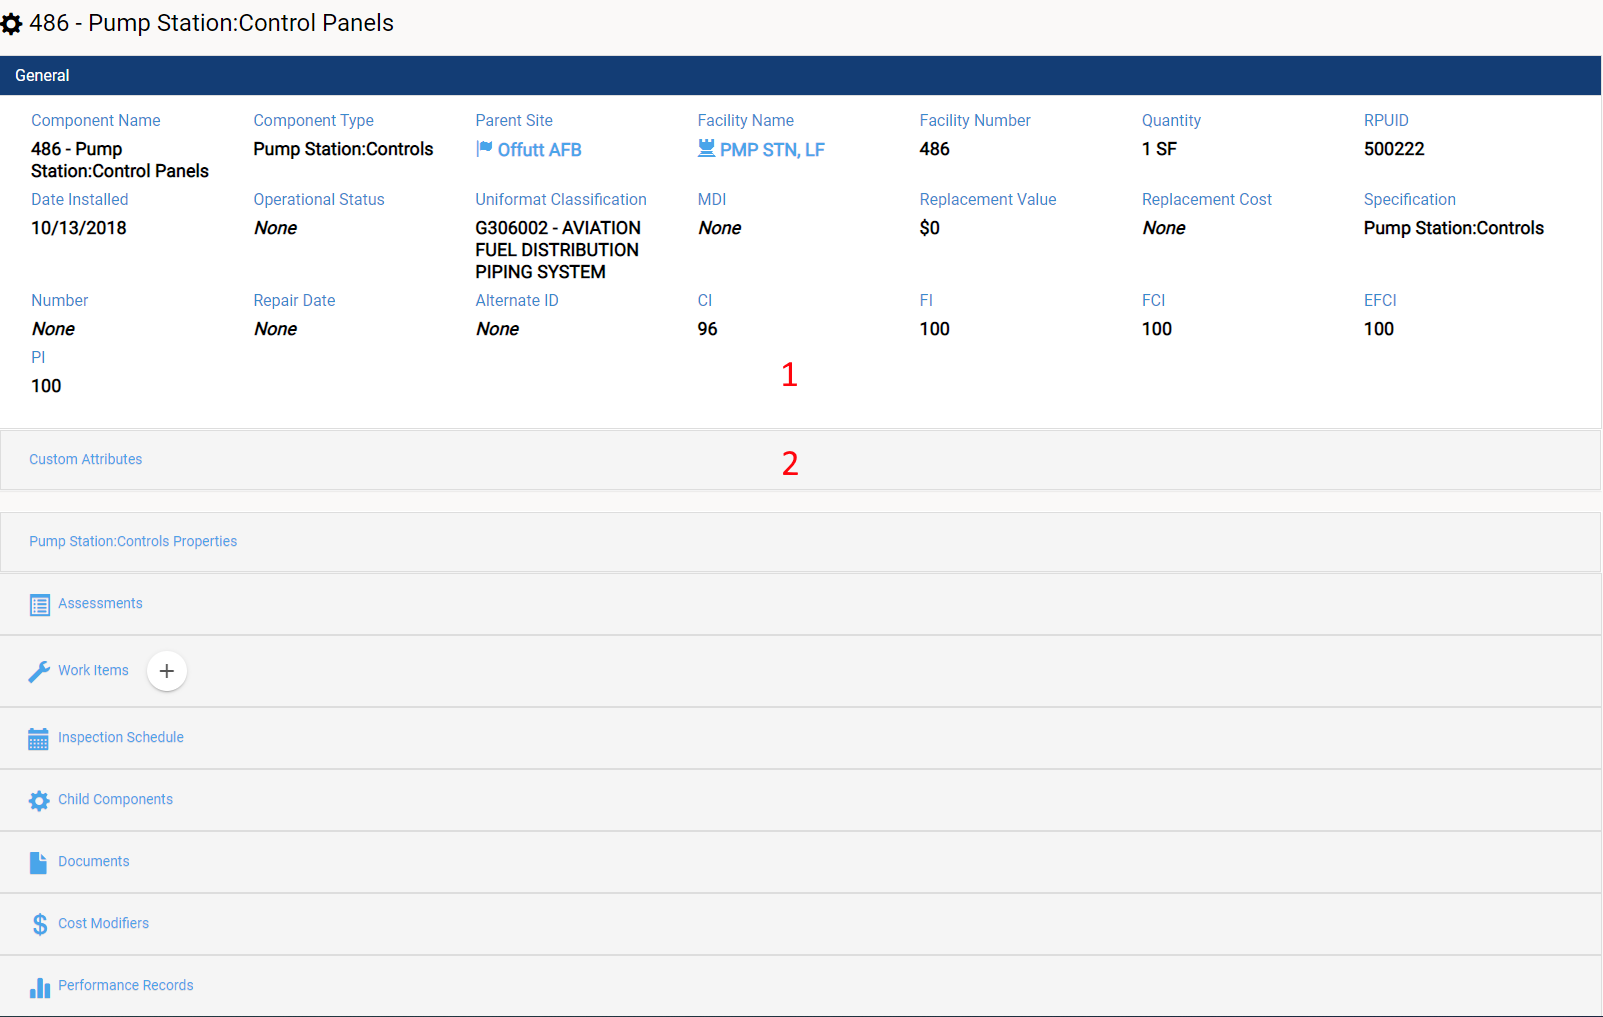 486 - Pump Station:Control Panels
General
Component Name
Component Type
Parent Site
Facility Name
Facility Number
Quantity
RPUID
486 - Pump
Station:Control Panels
Pump Station:Controls
Offutt AFB
PMP STN, LF
486
1 SF
500222
Date Installed
Operational Status
Uniformat Classification
MDI
Replacement Value
Replacement Cost
Specification
10/13/2018
None
G306002 - AVIATION
FUEL DISTRIBUTION
PIPING SYSTEM
None
$0
None
Pump Station:Controls
Number
Repair Date
Alternate ID
CI
FI
FCI
EFCI
None
None
None
96
100
100
100
PI
100
1
Custom Attributes
2
Pump Station:Controls Properties
Assessments
Work Items +
Inspection Schedule
Child Components
Documents
$ Cost Modifiers
Performance Records